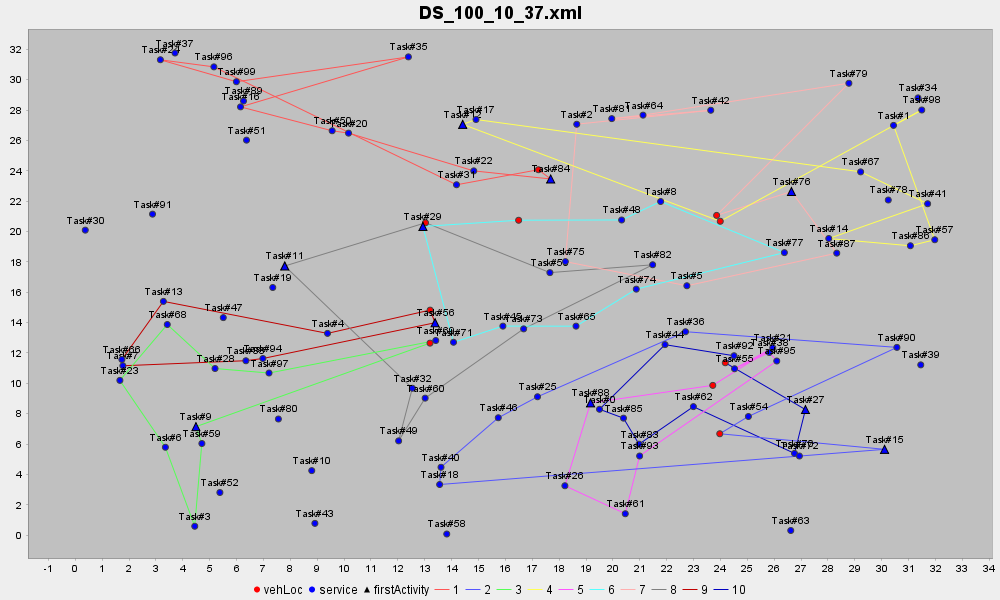 DS_100_10_37.xml
32
30
28
26
24
22
20
18
16
14
12
10
8
6
4
2
0
Task#37
Task#24
Task#96
Task#35
Task#99
Task#89
Task#16
Task#79
Task#34
Task#98
Task#17
Task#12
Task#2
Task#81
Task#64
Task#42
Task#1
Task#50
Task#20
Task#51
Task#22
Task#31
Task#84
Task#67
Task#76
Task#78
Task#41
Task#8
Task#48
Task#91
Task#30
Task#29
Task#14
Task#57
Task#86
Task#87
Task#77
Task#75
Task#82
Task#11
Task#19
Task#5
Task#74
Task#13
Task#47
Task#68
Task#4
Task#56
Task#71
Task#45
Task#73
Task#65
Task#36
Task#44
Task#92
Task#21
Task#38
Task#95
Task#55
Task#90
Task#39
Task#66
Task#7
Task#23
Task#28
Task#94
Task#97
Task#32
Task#60
Task#25
Task#88
Task#0
Task#85
Task#62
Task#27
Task#54
Task#46
Task#9
Task#80
Task#59
Task#6
Task#49
Task#83
Task#93
Task#72
Task#15
Task#40
Task#18
Task#10
Task#26
Task#52
Task#61
Task#3
Task#43
Task#58
Task#63
-1 0 1 2 3 4 5 6 7 8 9 10 11 12 13 14 15 16 17 18 19 20 21 22 23 24 25 26 27 28 29 30 31 32 33 34
vehLoc service firstActivity 1 2 3 4 5 6 7 8 9 10